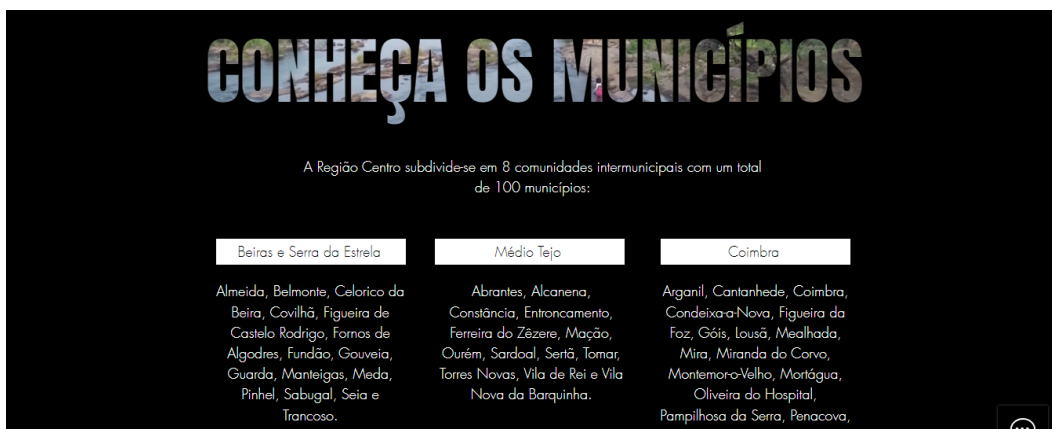 CONHEÇA OS MUNICÍPIOS
A Região Centro subdivide-se em 8 comunidades intermunicipais com um total
de 100 municípios:
Beiras e Serra da Estrela
Almeida, Belmonte, Celorico da
Beira, Covilhã, Figueira de
Castelo Rodrigo, Fornos de
Algodres, Fundão, Gouveia,
Guarda, Manteigas, Meda,
Pinhel, Sabugal, Seia e
Trancoso.
Médio Tejo
Abrantes, Alcanena,
Constância, Entroncamento,
Ferreira do Zêzere, Mação,
Ourém, Sardoal, Sertã, Tomar,
Torres Novas, Vila de Rei e Vila
Nova da Barquinha.
Coimbra
Arganil, Cantanhede, Coimbra,
Condeixa-a-Nova, Figueira da
Foz, Góis, Lousã, Mealhada,
Mira, Miranda do Corvo,
Montemor-o-Velho, Mortágua,
Oliveira do Hospital,
Pampilhosa da Serra, Penacova,